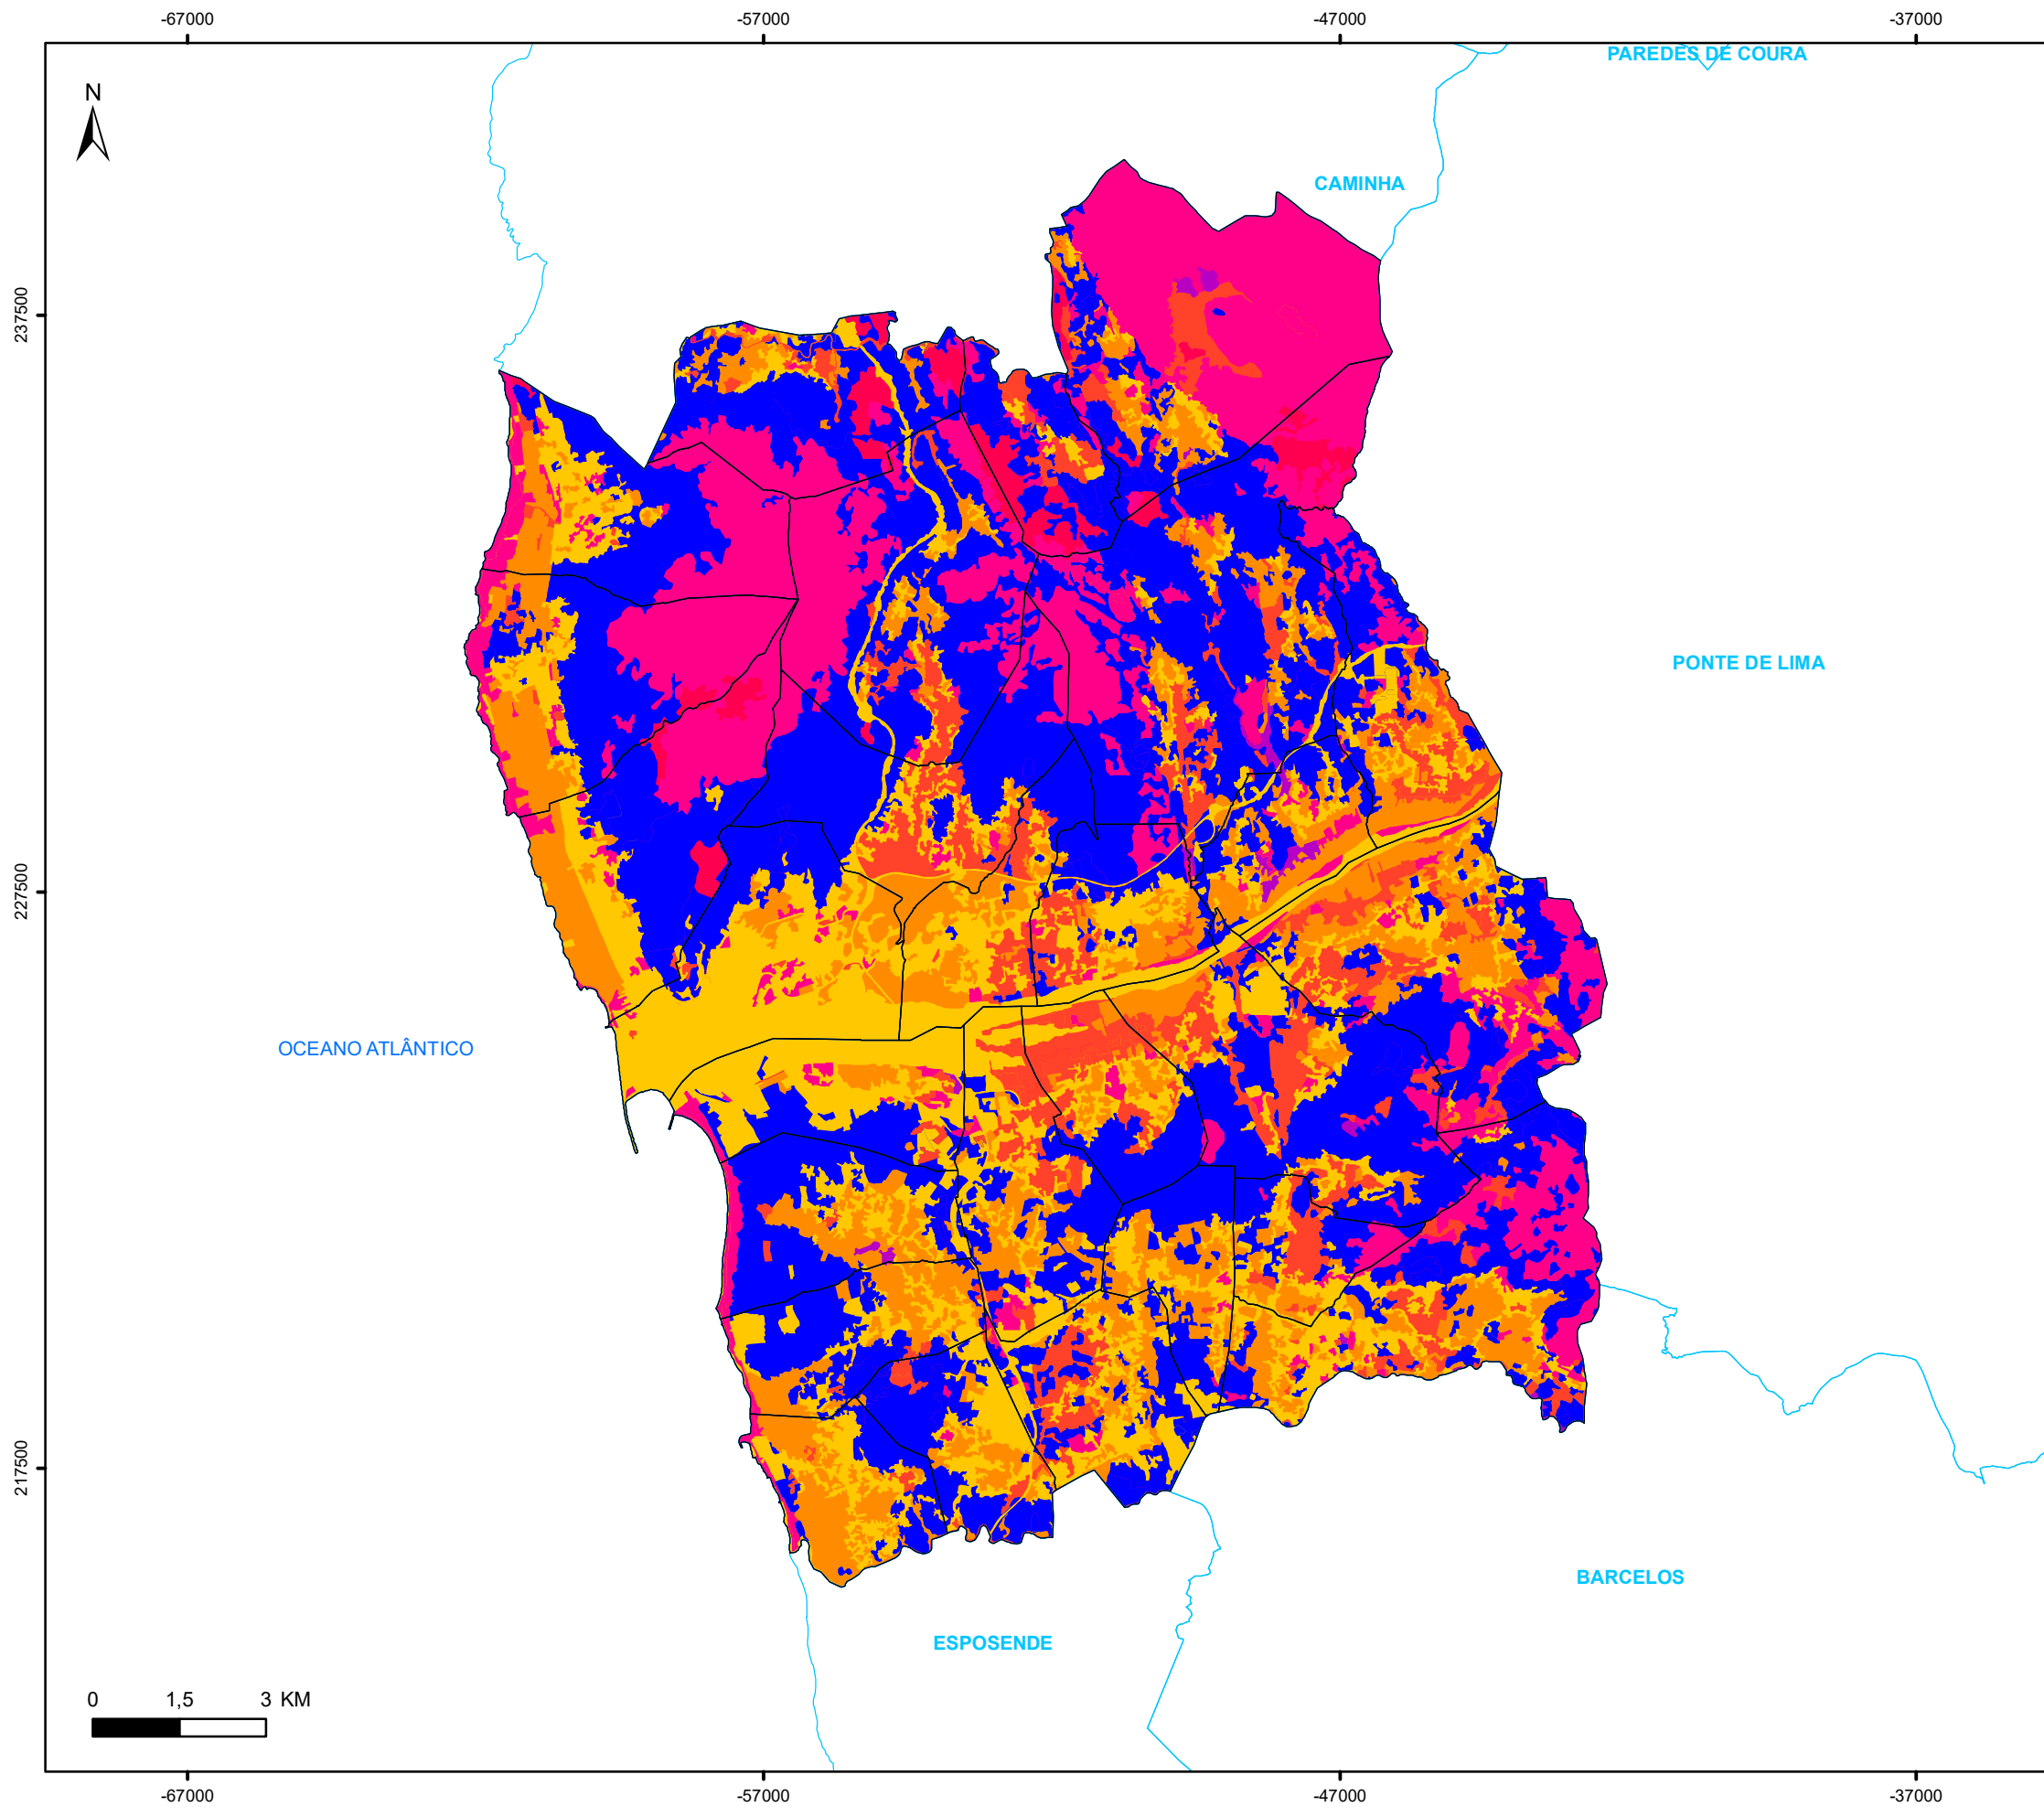 -67000 -57000 -47000 -37000
PAREDES DE COURA
N
CAMINHA
237500
PONTE DE LIMA
227500
OCEANO ATLÂNTICO
217500
BARCELOS
ESPOSENDE
0 1,5 3 KM
-67000 -57000 -47000 -37000